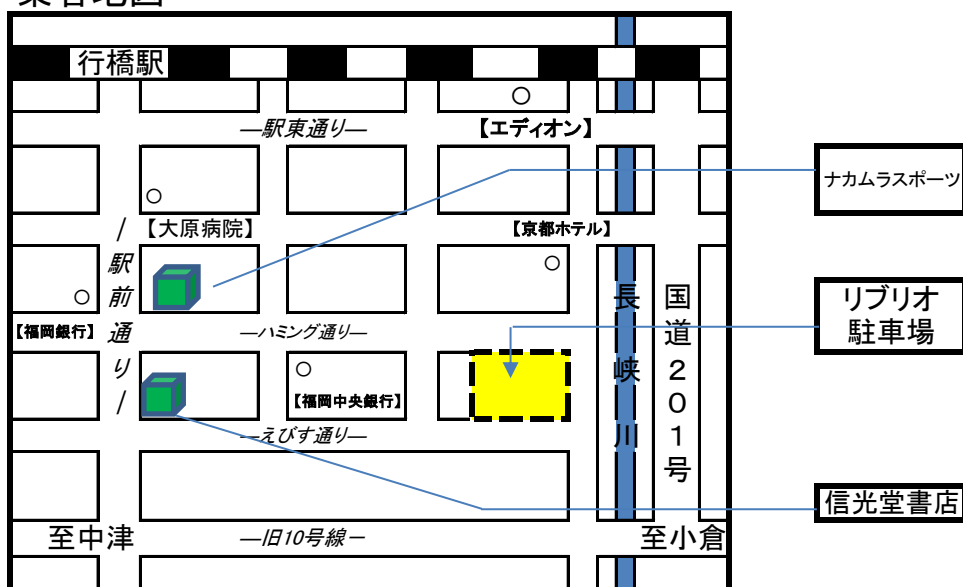 行橋駅
―駅東通り―
【エディオン】
ナカムラスポーツ
【大原病院】
【京都ホテル】
/駅前通り/
リブリオ
駐車場
長峡川
国道201号
【福岡銀行】
―ハミング通り―
【福岡中央銀行】
―えびす通り―
信光堂書店
至中津
―旧10号線－
至小倉